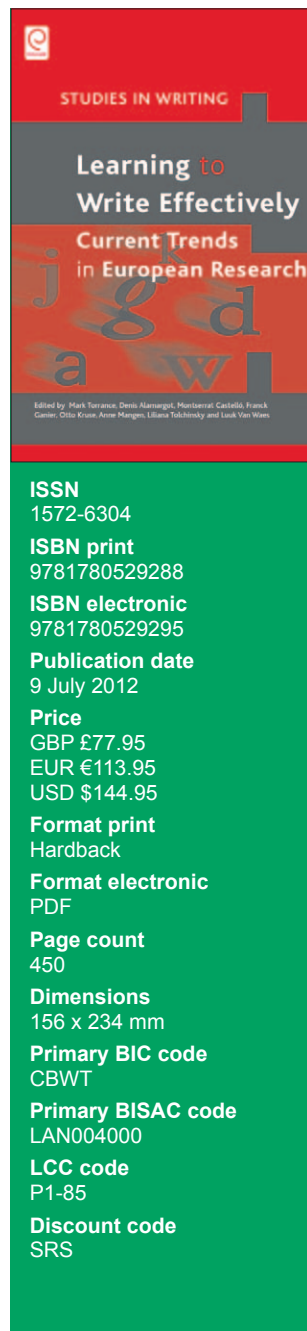 STUDIES IN WRITING
Learning to
Write Effectively
Current Trends
in European Research
j k g d
a w
Edited by Mark Torrance, Denis Alamargot, Montserrat Castelló, Franck
Ganier, Otto Kruse, Anne Mangen, Liliana Tolchinsky and Luuk Van Waes
ISSN
1572-6304
ISBN print
9781780529288
ISBN electronic
9781780529295
Publication date
9 July 2012
Price
GBP £77.95
EUR €113.95
USD $144.95
Format print
Hardback
Format electronic
PDF
Page count
450
Dimensions
156 x 234 mm
Primary BIC code
CBWT
Primary BISAC code
LAN004000
LCC code
P1-85
Discount code
SRS